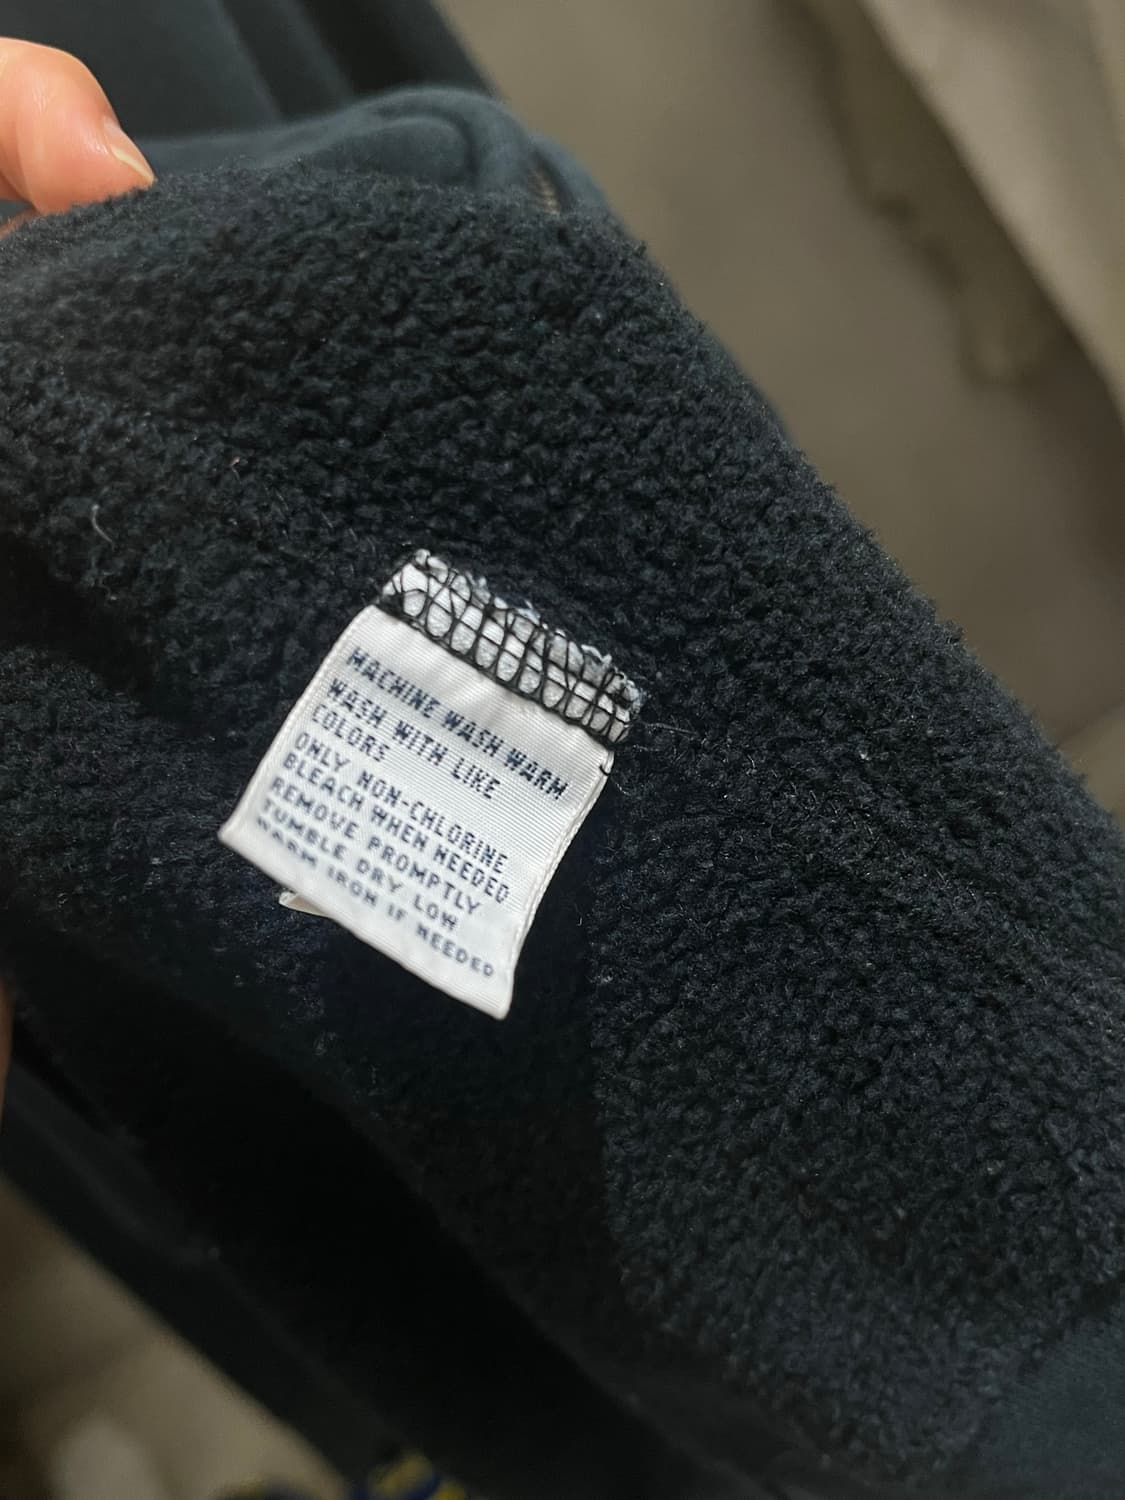 MACHINE WASH WARM
WASH WITH LIKE
COLORS
ONLY NON-CHLORINE
BLEACH WHEN NEEDED
REMOVE PROMPTLY
TUMBLE DRY LOW
WARM IRON IF NEEDED